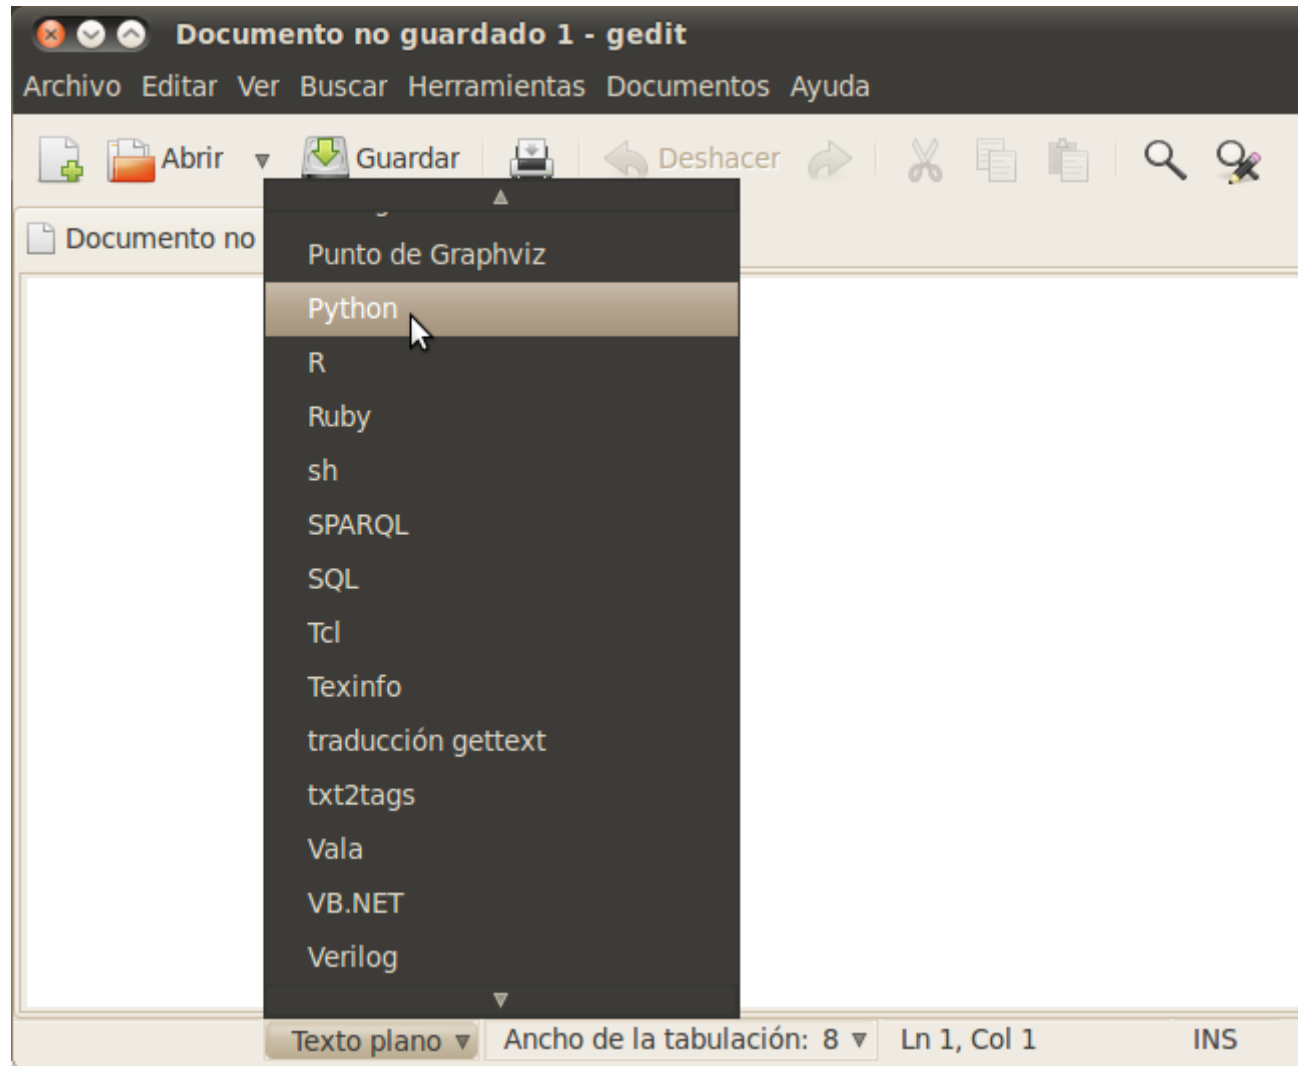 Documento no guardado 1 - gedit
Archivo Editar Ver Buscar Herramientas Documentos Ayuda
Abrir Guardar Deshacer
Documento no
Punto de Graphviz
Python
R
Ruby
sh
SPARQL
SQL
Tcl
Texinfo
traducción gettext
txt2tags
Vala
VB.NET
Verilog
Texto plano Ancho de la tabulación: 8 Ln 1, Col 1 INS